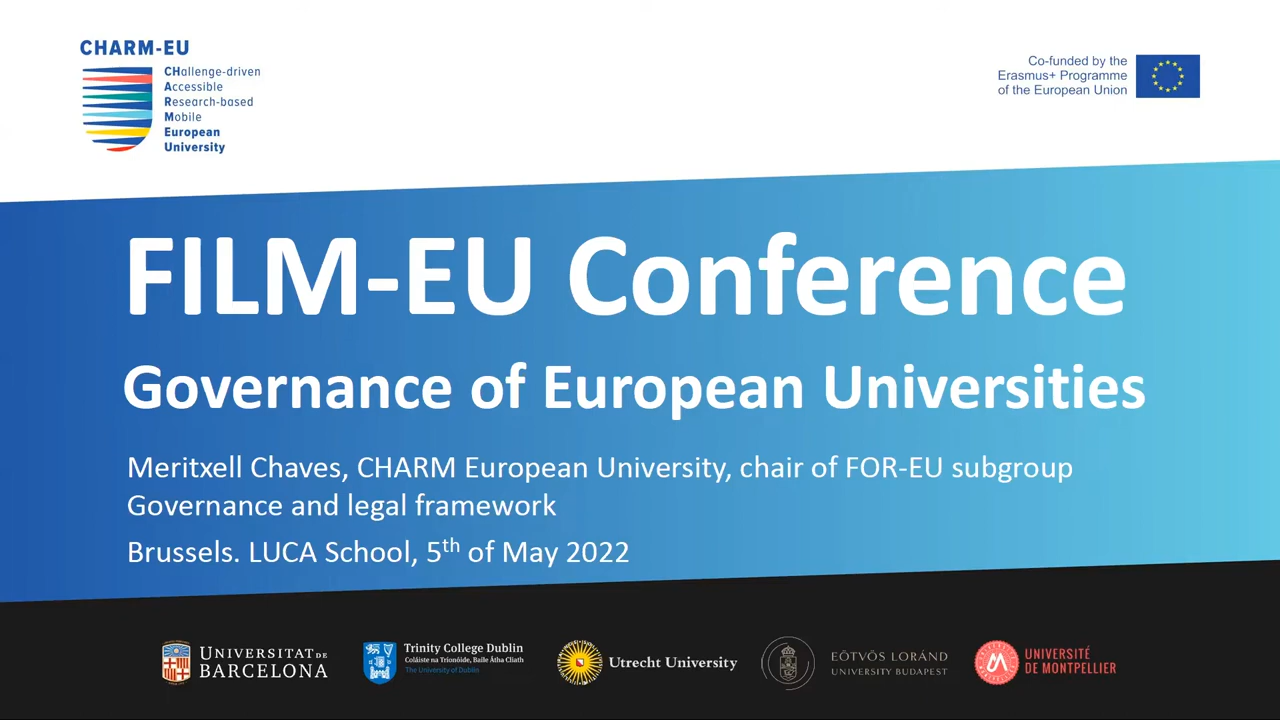 CHARM-EU
CHallenge-driven
Accessible
Research-based
Mobile
European
University
Co-funded by the
Erasmus+ Programme
of the European Union
FILM-EU Conference
Governance of European Universities
Meritxell Chaves, CHARM European University, chair of FOR-EU subgroup
Governance and legal framework
Brussels. LUCA School, 5th of May 2022
UNIVERSITAT DE
BARCELONA
Trinity College Dublin
Coláiste na Tríonóide, Baile Átha Cliath
The University of Dublin
Utrecht University
EÖTVÖS LORÁND
UNIVERSITY BUDAPEST
UNIVERSITÉ
DE MONTPELLIER